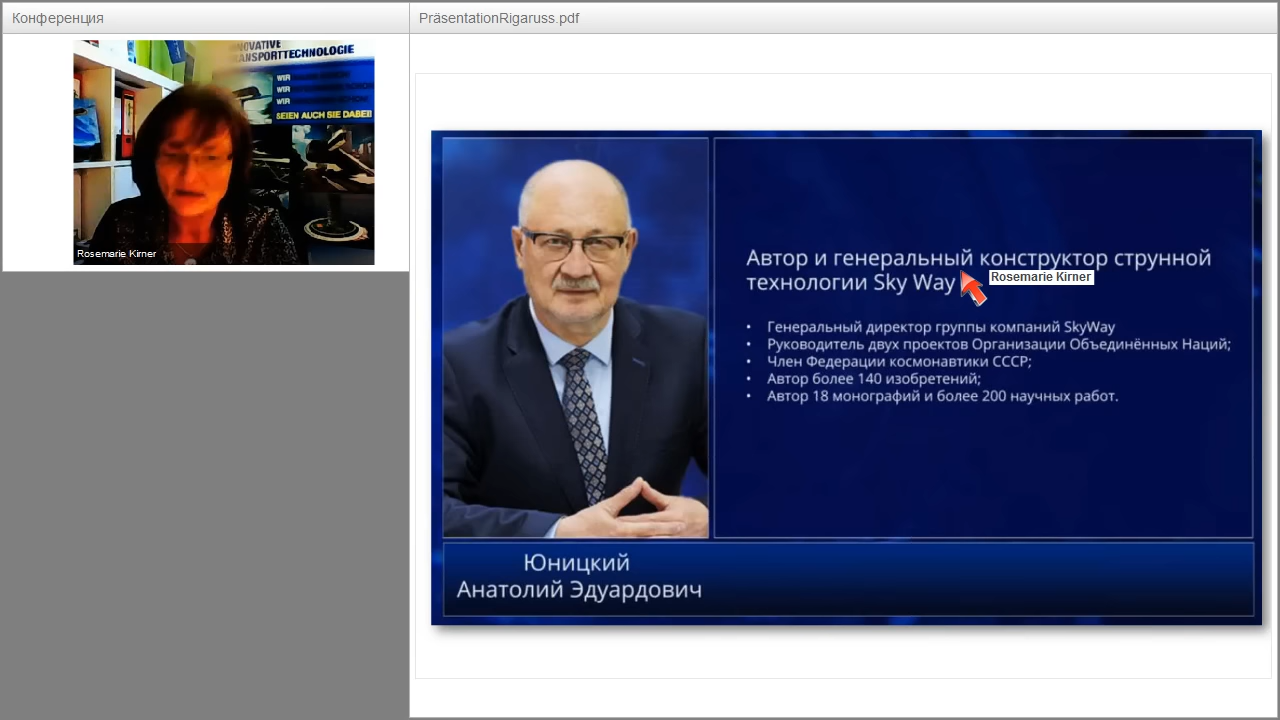 Конференция
PräsentationRigaruss.pdf
TRANSPORTTECHNOLOGIE
WIR
WIR
WIR
SEIEN AUCH SIE DABEI!
Rosemarie Kirner
Автор и генеральный конструктор струнной
технологии Sky Way
Rosemarie Kirner
• Генеральный директор группы компаний SkyWay
• Руководитель двух проектов Организации Объединённых Наций;
• Член Федерации космонавтики СССР;
• Автор более 140 изобретений;
• Автор 18 монографий и более 200 научных работ.
Юницкий
Анатолий Эдуардович